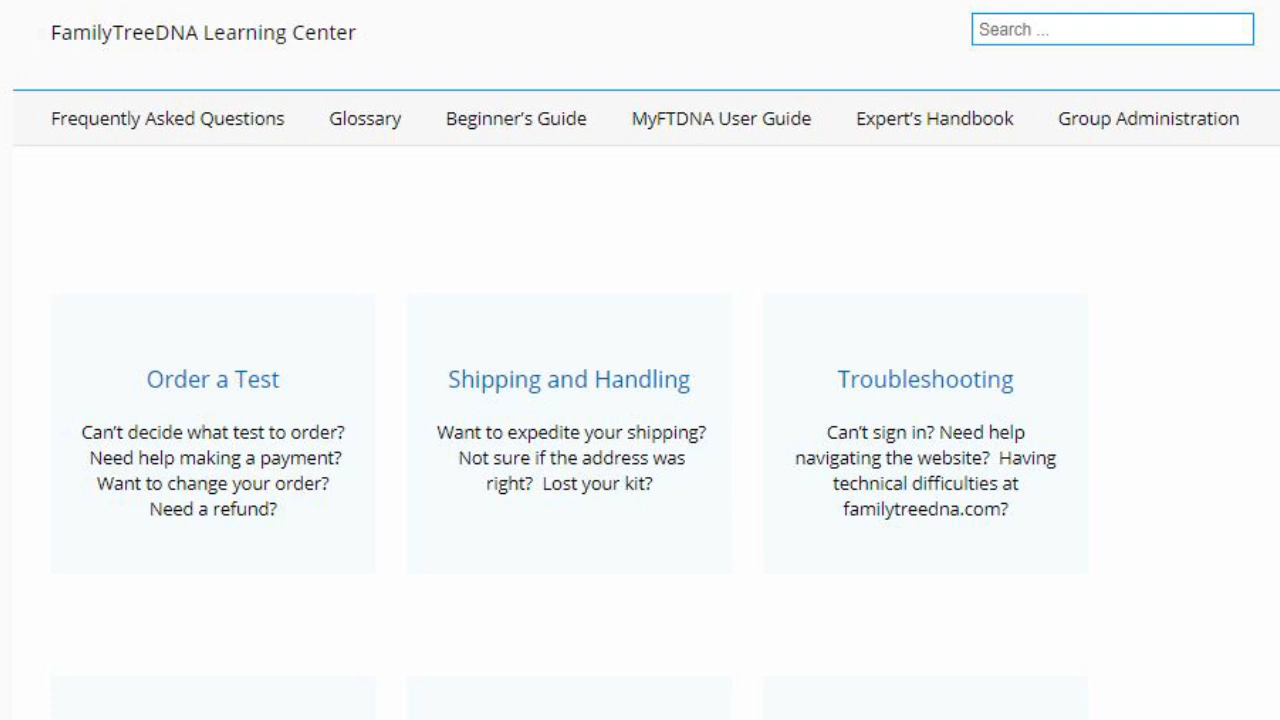 FamilyTreeDNA Learning Center
Search ...
Frequently Asked Questions Glossary Beginner's Guide MyFTDNA User Guide Expert's Handbook Group Administration
Order a Test
Can't decide what test to order?
Need help making a payment?
Want to change your order?
Need a refund?
Shipping and Handling
Want to expedite your shipping?
Not sure if the address was
right?  Lost your kit?
Troubleshooting
Can't sign in? Need help
navigating the website?  Having
technical difficulties at
familytreedna.com?